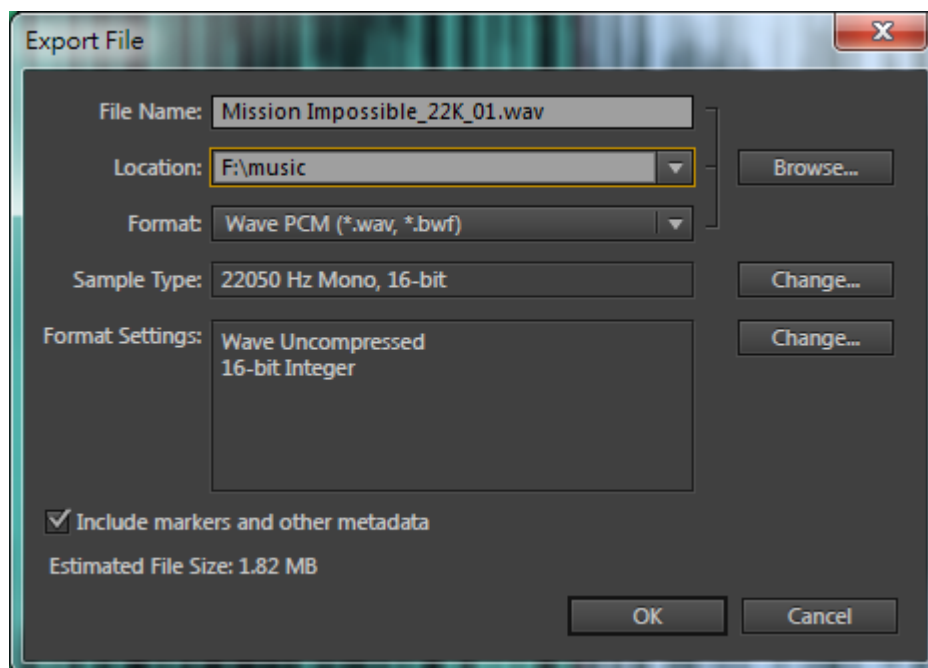 Export File
File Name: Mission Impossible_22K_01.wav
Location: F:\music Browse...
Format: Wave PCM (*.wav, *.bwf)
Sample Type: 22050 Hz Mono, 16-bit Change...
Format Settings: Wave Uncompressed Change...
16-bit Integer
Include markers and other metadata
Estimated File Size: 1.82 MB
OK Cancel